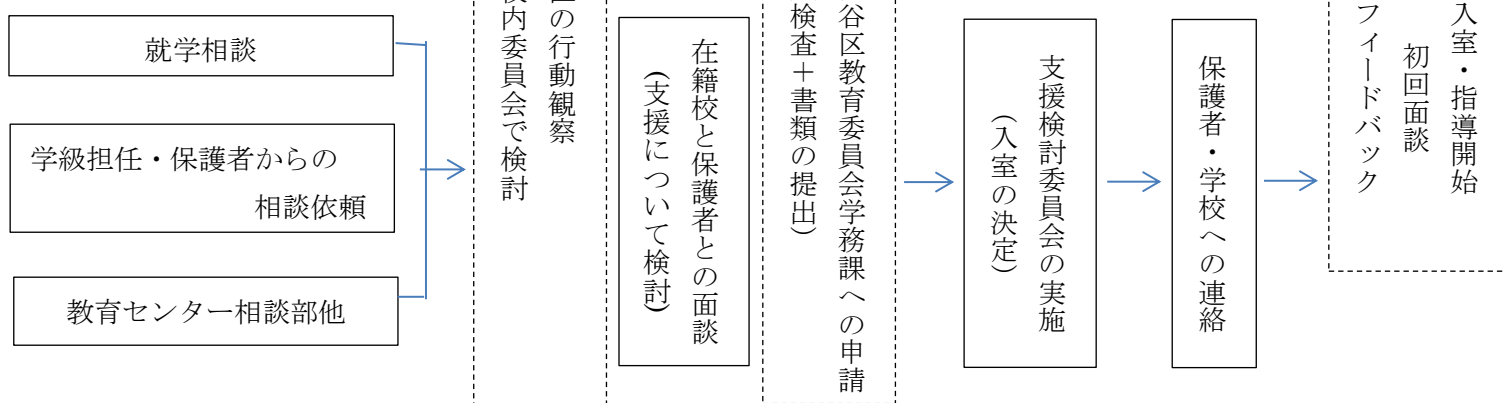 就学相談
学級担任・保護者からの
相談依頼
教育センター相談部他
の行動観察
内委員会で検討
在籍校と保護者との面談
(支援について検討)
谷区教育委員会学務課への申請
検査＋書類の提出)
支援検討委員会の実施
(入室の決定)
保護者・学校への連絡
入室・指導開始
初回面談
フィードバック